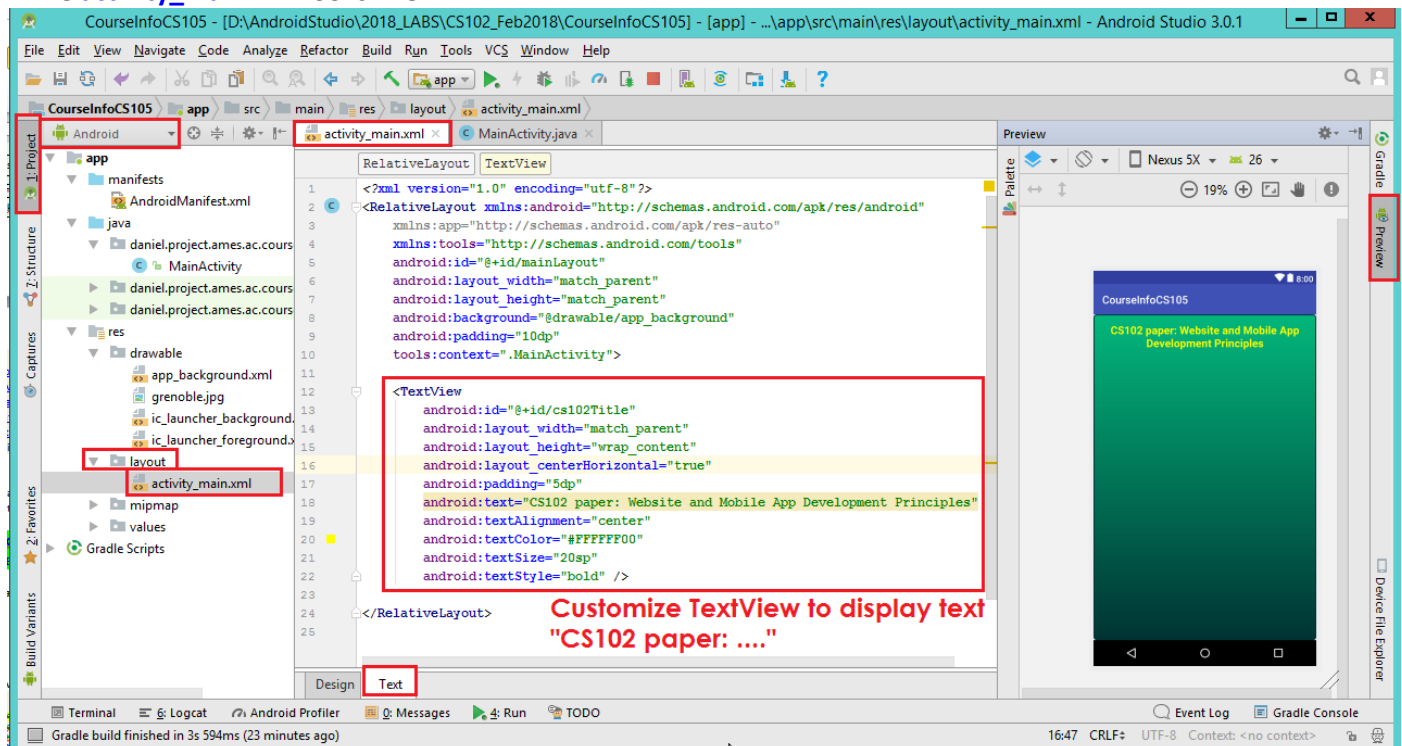 CourseInfoCS105 - [D:\AndroidStudio\2018_LABS\CS102_Feb2018\CourseInfoCS105] - [app] - ...\app\src\main\res\layout\activity_main.xml - Android Studio 3.0.1
File Edit View Navigate Code Analyze Refactor Build Run Tools VCS Window Help
app
CourseInfoCS105 app src main res layout activity_main.xml
1: Project
7: Structure
Captures
2: Favorites
Build Variants
Android
app
manifests
AndroidManifest.xml
java
daniel.project.ames.ac.cours
MainActivity
daniel.project.ames.ac.cours
daniel.project.ames.ac.cours
res
drawable
app_background.xml
grenoble.jpg
ic_launcher_background.
ic_launcher_foreground.x
layout
activity_main.xml
mipmap
values
Gradle Scripts
activity_main.xml MainActivity.java
RelativeLayout TextView
1 <?xml version="1.0" encoding="utf-8"?>
2 <RelativeLayout xmlns:android="http://schemas.android.com/apk/res/android"
3 xmlns:app="http://schemas.android.com/apk/res-auto"
4 xmlns:tools="http://schemas.android.com/tools"
5 android:id="@+id/mainLayout"
6 android:layout_width="match_parent"
7 android:layout_height="match_parent"
8 android:background="@drawable/app_background"
9 android:padding="10dp"
10 tools:context=".MainActivity">
11
12 <TextView
13 android:id="@+id/cs102Title"
14 android:layout_width="match_parent"
15 android:layout_height="wrap_content"
16 android:layout_centerHorizontal="true"
17 android:padding="5dp"
18 android:text="CS102 paper: Website and Mobile App Development Principles"
19 android:textAlignment="center"
20 android:textColor="#FFFFFF00"
21 android:textSize="20sp"
22 android:textStyle="bold" />
23
24 </RelativeLayout>
25
Customize TextView to display text
"CS102 paper: ...."
Design Text
Preview
Palette
Nexus 5X 26
19%
8:00
CourseInfoCS105
CS102 paper: Website and Mobile App
Development Principles
Gradle
Preview
Device File Explorer
Terminal 6: Logcat Android Profiler 0: Messages 4: Run TODO Event Log Gradle Console
Gradle build finished in 3s 594ms (23 minutes ago) 16:47 CRLF UTF-8 Context: <no context>